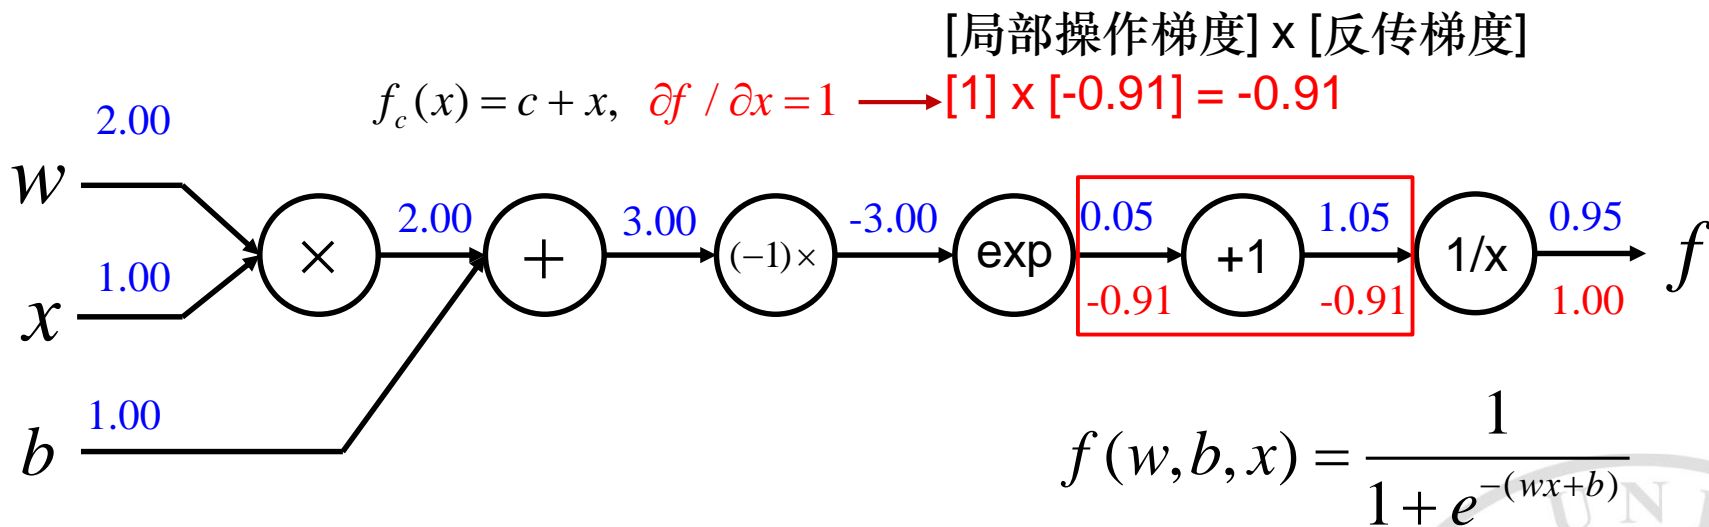 [局部操作梯度] x [反传梯度]
f_c(x) = c + x, ∂f / ∂x = 1 → [1] x [-0.91] = -0.91
2.00
w
2.00 3.00 -3.00 0.05 1.05 0.95
× + (−1)× exp +1 1/x f
-0.91 -0.91 1.00
1.00
x
1.00
b
f(w,b,x) = 1 / (1 + e^{-(wx+b)})
UNI